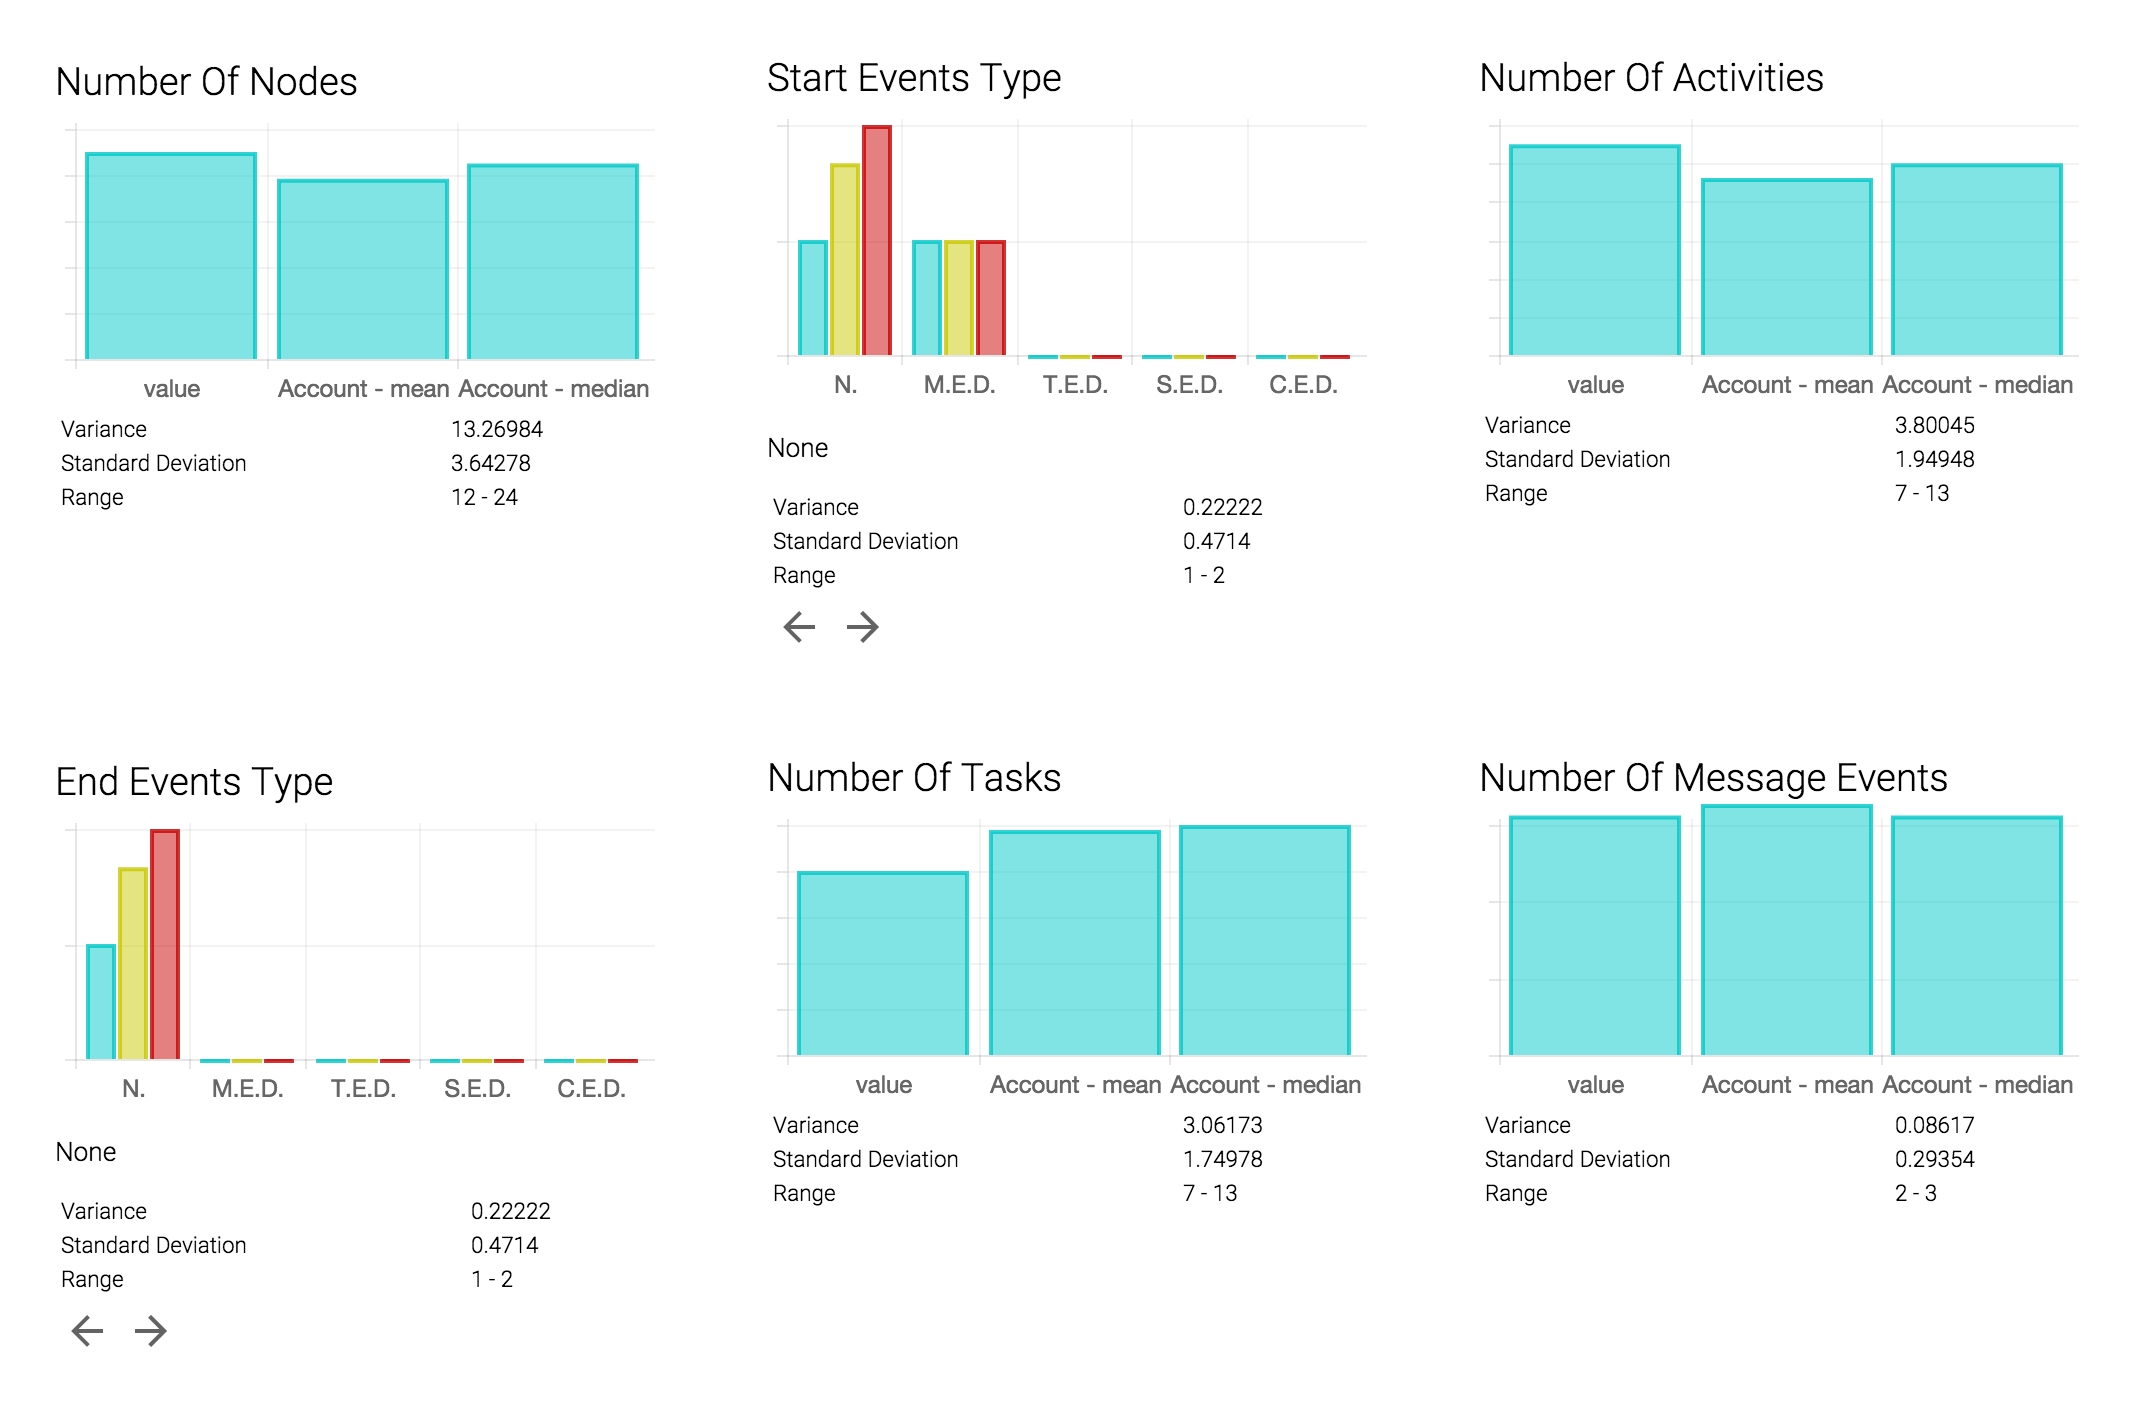 Number Of Nodes
value Account - mean Account - median
Variance 13.26984
Standard Deviation 3.64278
Range 12 - 24
Start Events Type
N. M.E.D. T.E.D. S.E.D. C.E.D.
None
Variance 0.22222
Standard Deviation 0.4714
Range 1 - 2
Number Of Activities
value Account - mean Account - median
Variance 3.80045
Standard Deviation 1.94948
Range 7 - 13
End Events Type
N. M.E.D. T.E.D. S.E.D. C.E.D.
None
Variance 0.22222
Standard Deviation 0.4714
Range 1 - 2
Number Of Tasks
value Account - mean Account - median
Variance 3.06173
Standard Deviation 1.74978
Range 7 - 13
Number Of Message Events
value Account - mean Account - median
Variance 0.08617
Standard Deviation 0.29354
Range 2 - 3